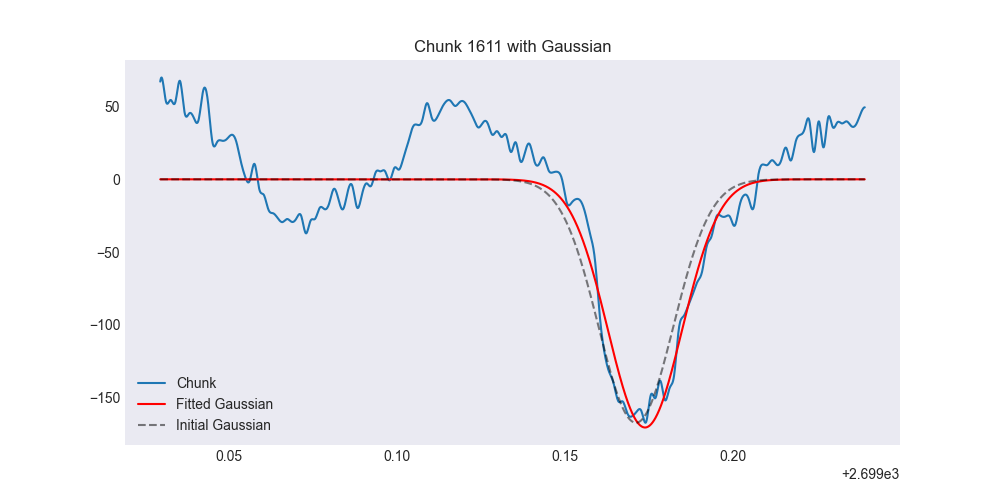 Chunk 1611 with Gaussian
50
0
−50
−100
−150
Chunk
Fitted Gaussian
Initial Gaussian
0.05
0.10
0.15
0.20
+2.699e3